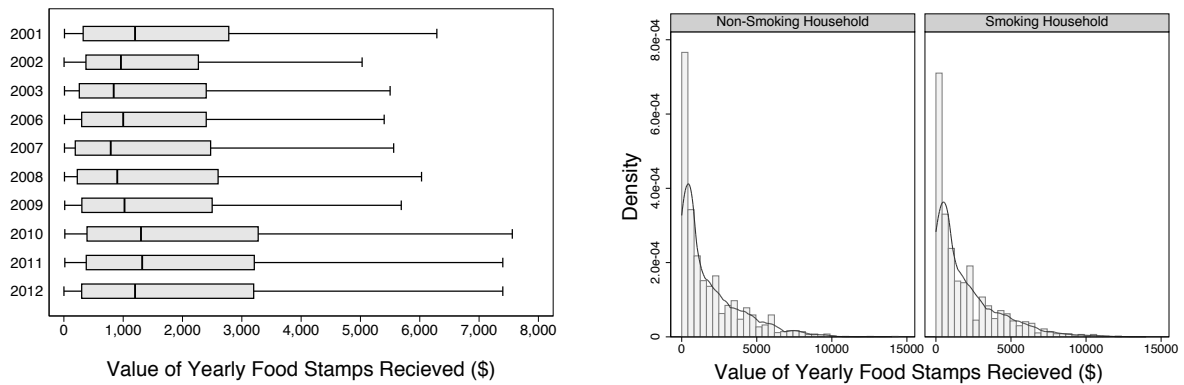 2001
2002
2003
2006
2007
2008
2009
2010
2011
2012
0 1,000 2,000 3,000 4,000 5,000 6,000 7,000 8,000
Value of Yearly Food Stamps Recieved ($)
Non-Smoking Household Smoking Household
Density
8.0e-04
6.0e-04
4.0e-04
2.0e-04
0
0 5000 10000 15000 0 5000 10000 15000
Value of Yearly Food Stamps Recieved ($)